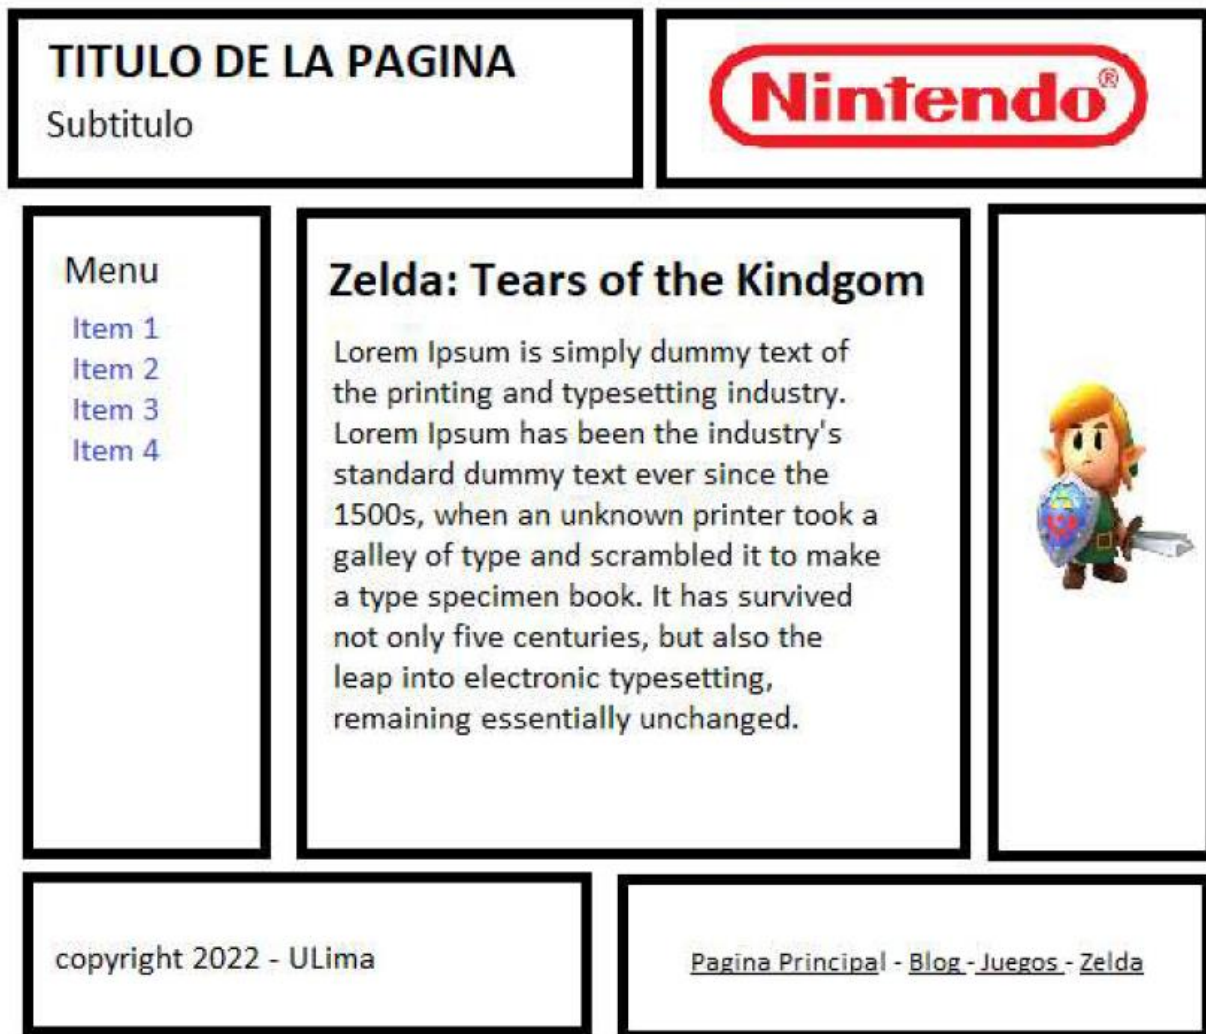 TITULO DE LA PAGINA
Subtitulo
Nintendo®
Menu
Item 1
Item 2
Item 3
Item 4
Zelda: Tears of the Kindgom
Lorem Ipsum is simply dummy text of
the printing and typesetting industry.
Lorem Ipsum has been the industry's
standard dummy text ever since the
1500s, when an unknown printer took a
galley of type and scrambled it to make
a type specimen book. It has survived
not only five centuries, but also the
leap into electronic typesetting,
remaining essentially unchanged.
copyright 2022 - ULima
Pagina Principal - Blog - Juegos - Zelda